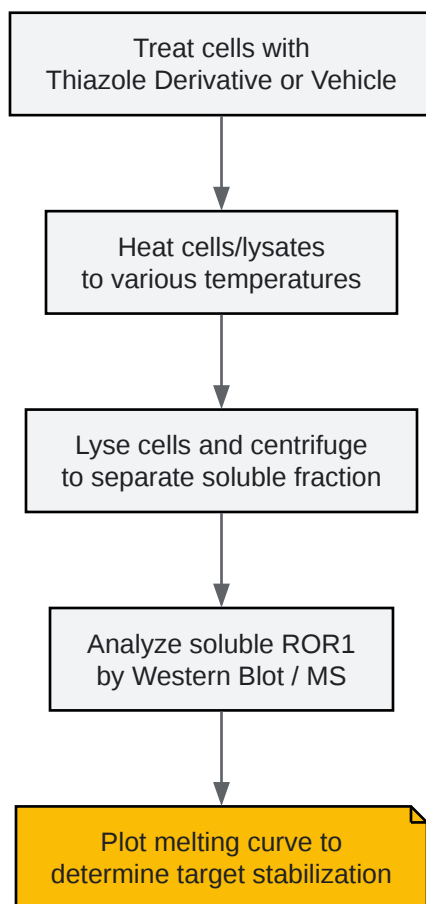 Treat cells with
Thiazole Derivative or Vehicle
Heat cells/lysates
to various temperatures
Lyse cells and centrifuge
to separate soluble fraction
Analyze soluble ROR1
by Western Blot / MS
Plot melting curve to
determine target stabilization